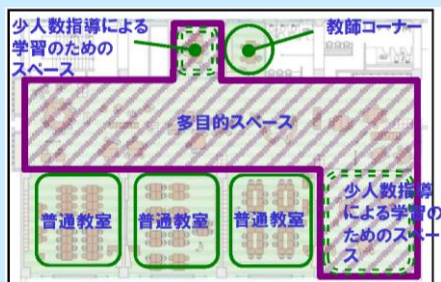 少人数指導による
学習のための
スペース
教師コーナー
多目的スペース
普通教室
普通教室
普通教室
少人数指導
による学習の
ためのスペー
ス